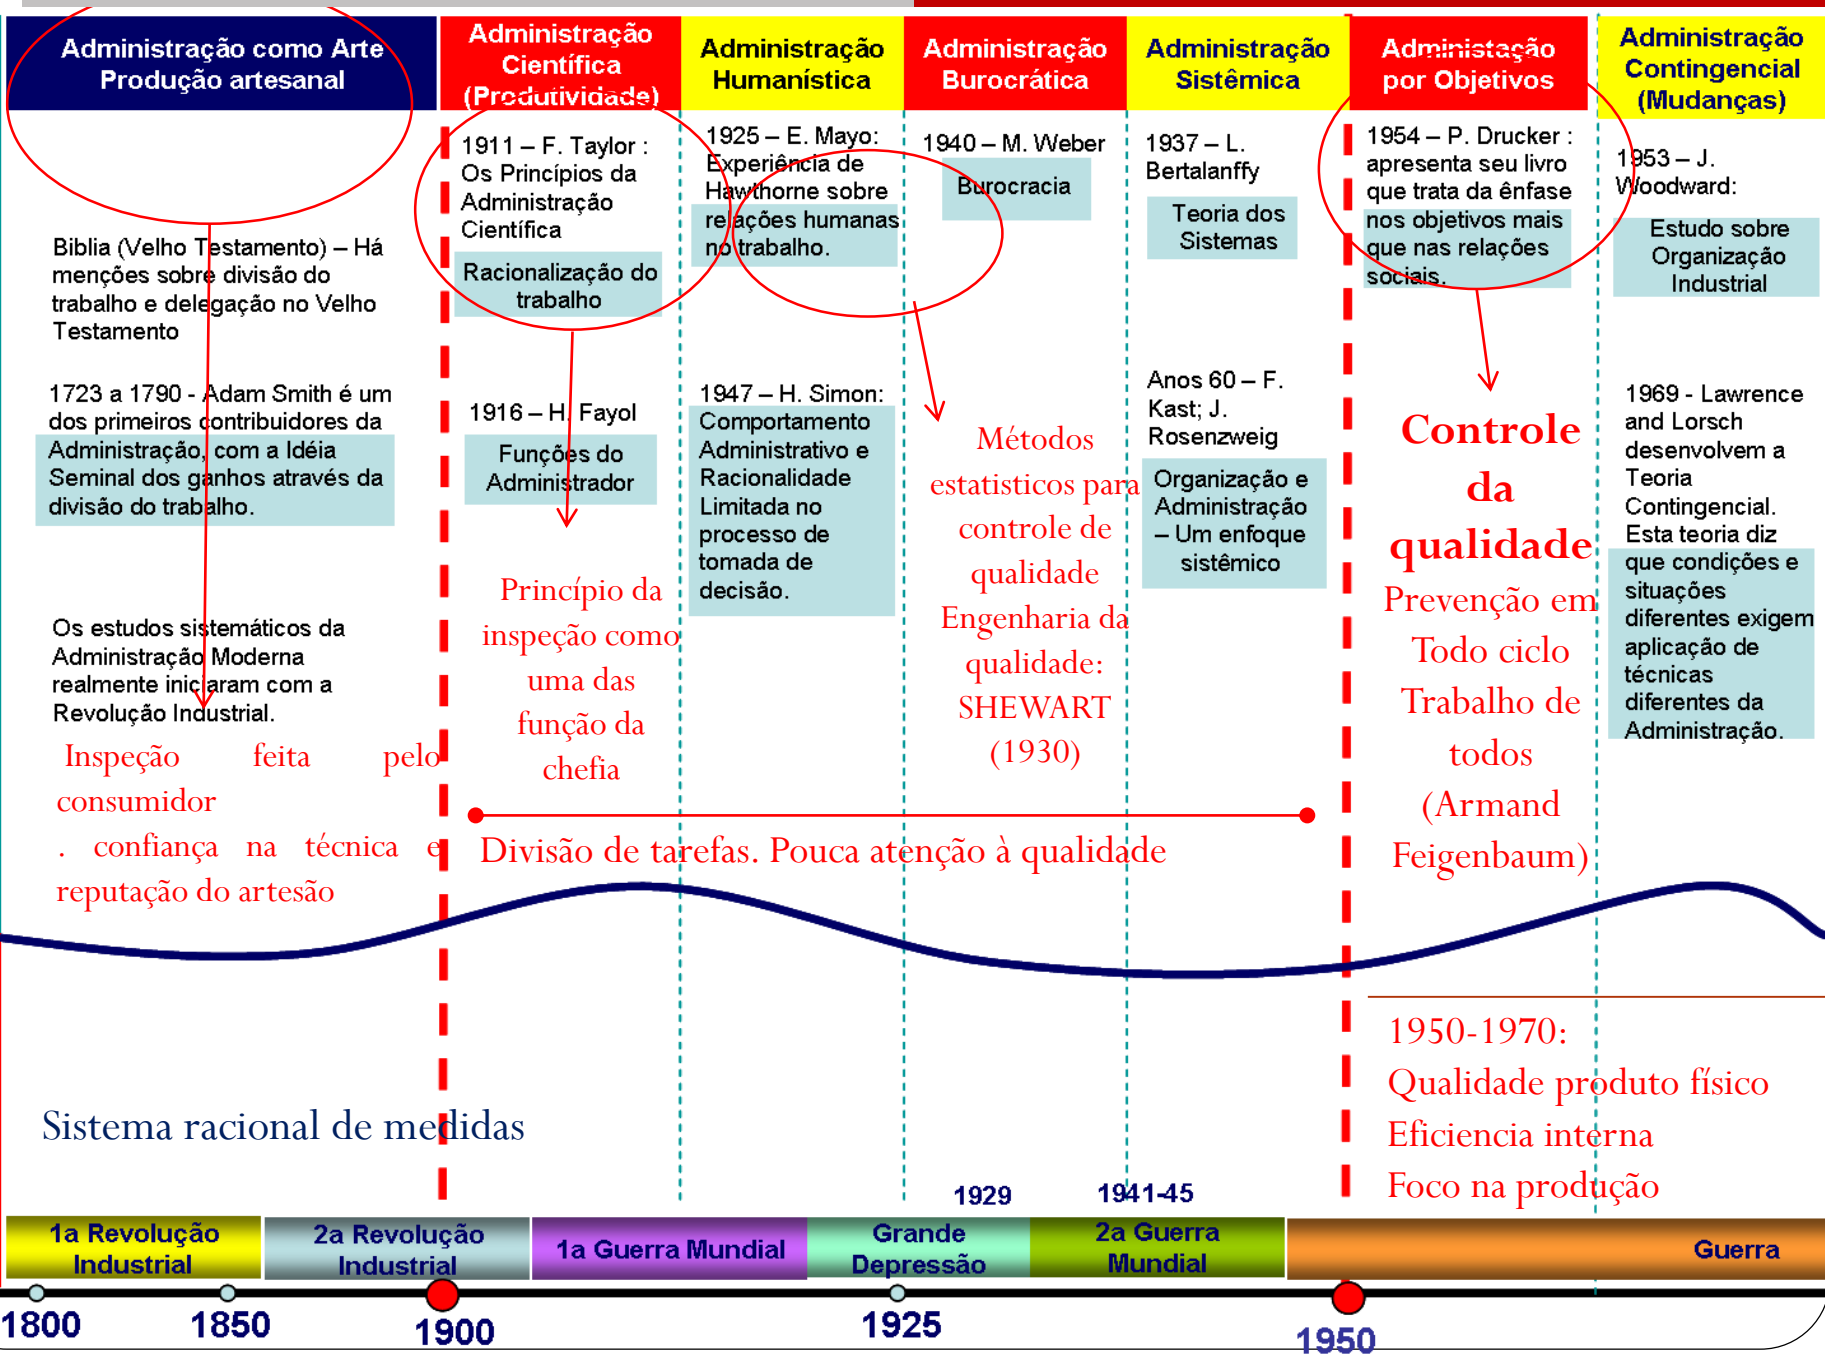 Administração como Arte
Produção artesanal
Biblia (Velho Testamento) – Há
menções sobre divisão do
trabalho e delegação no Velho
Testamento
1723 a 1790 - Adam Smith é um
dos primeiros contribuidores da
Administração, com a Idéia
Seminal dos ganhos através da
divisão do trabalho.
Os estudos sistemáticos da
Administração Moderna
realmente iniciaram com a
Revolução Industrial.
Inspeção feita pelo
consumidor
. confiança na técnica e
reputação do artesão
Administração
Científica
(Produtividade)
1911 – F. Taylor :
Os Princípios da
Administração
Científica
Racionalização do
trabalho
1916 – H. Fayol
Funções do
Administrador
Princípio da
inspeção como
uma das
função da
chefia
Administração
Humanística
1925 – E. Mayo:
Experiência de
Hawthorne sobre
relações humanas
no trabalho.
1947 – H. Simon:
Comportamento
Administrativo e
Racionalidade
Limitada no
processo de
tomada de
decisão.
Administração
Burocrática
1940 – M. Weber
Burocracia
Métodos
estatisticos para
controle de
qualidade
Engenharia da
qualidade:
SHEWART
(1930)
Administração
Sistêmica
1937 – L.
Bertalanffy
Teoria dos
Sistemas
Anos 60 – F.
Kast; J.
Rosenzweig
Organização e
Administração
– Um enfoque
sistêmico
Divisão de tarefas. Pouca atenção à qualidade
Administação
por Objetivos
1954 – P. Drucker :
apresenta seu livro
que trata da ênfase
nos objetivos mais
que nas relações
sociais.
Controle
da
qualidade
Prevenção em
Todo ciclo
Trabalho de
todos
(Armand
Feigenbaum)
Administração
Contingencial
(Mudanças)
1953 – J.
Woodward:
Estudo sobre
Organização
Industrial
1969 - Lawrence
and Lorsch
desenvolvem a
Teoria
Contingencial.
Esta teoria diz
que condições e
situações
diferentes exigem
aplicação de
técnicas
diferentes da
Administração.
Sistema racional de medidas
1950-1970:
Qualidade produto físico
Eficiencia interna
Foco na produção
1929
1941-45
1a Revolução
Industrial
2a Revolução
Industrial
1a Guerra Mundial
Grande
Depressão
2a Guerra
Mundial
Guerra
1800
1850
1900
1925
1950